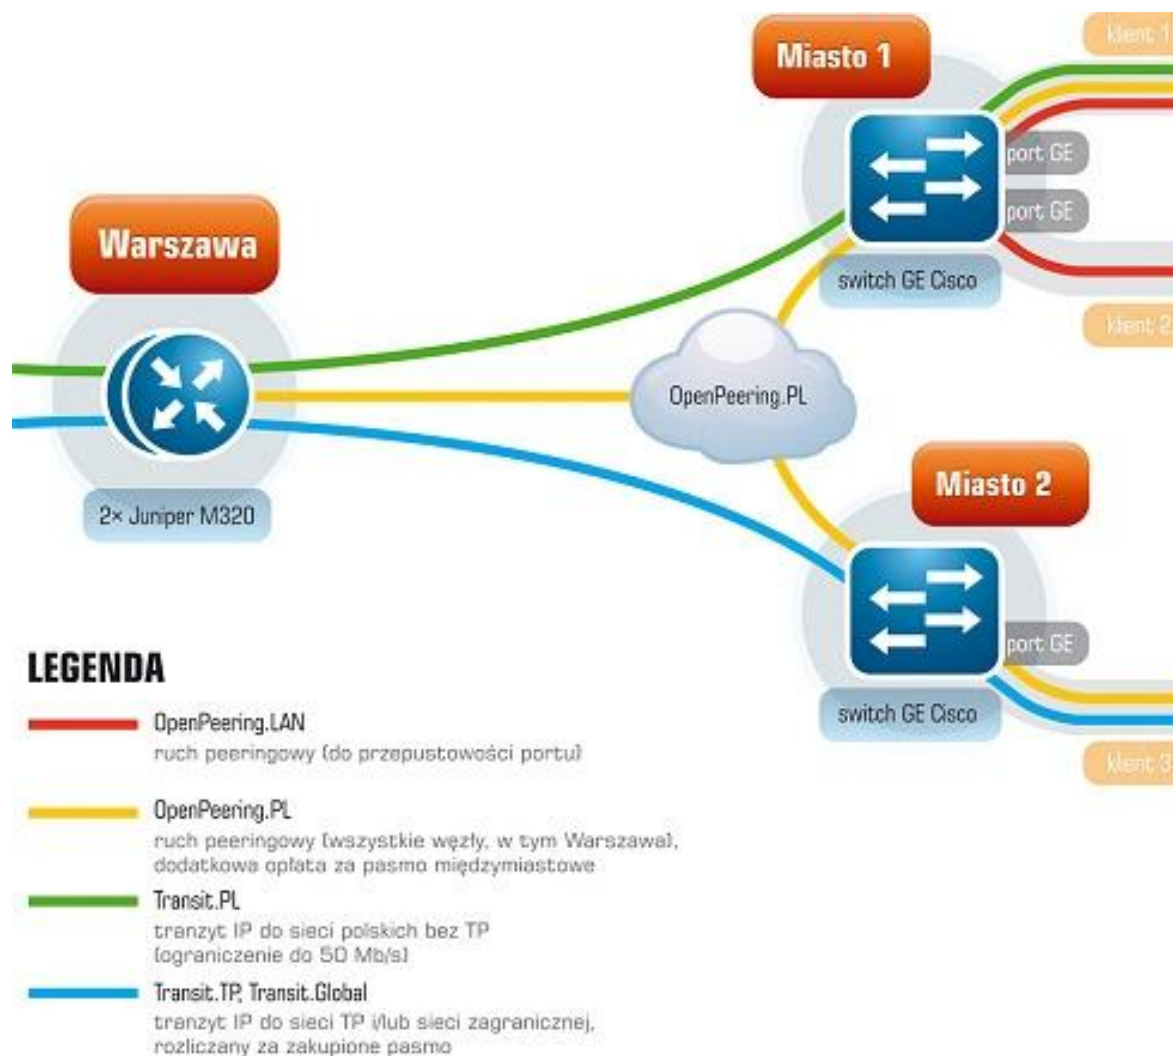 Miasto 1
klient 1
port GE
port GE
Warszawa
switch GE Cisco
klient 2
OpenPeering.PL
Miasto 2
2× Juniper M320
port GE
switch GE Cisco
klient 3
LEGENDA
OpenPeering.LAN
ruch peeringowy (do przepustowości portu)
OpenPeering.PL
ruch peeringowy (wszystkie węzły, w tym Warszawa),
dodatkowa opłata za pasmo międzymiastowe
Transit.PL
tranzyt IP do sieci polskich bez TP
(ograniczenie do 50 Mb/s)
Transit.TP, Transit.Global
tranzyt IP do sieci TP i/lub sieci zagranicznej,
rozliczany za zakupione pasmo